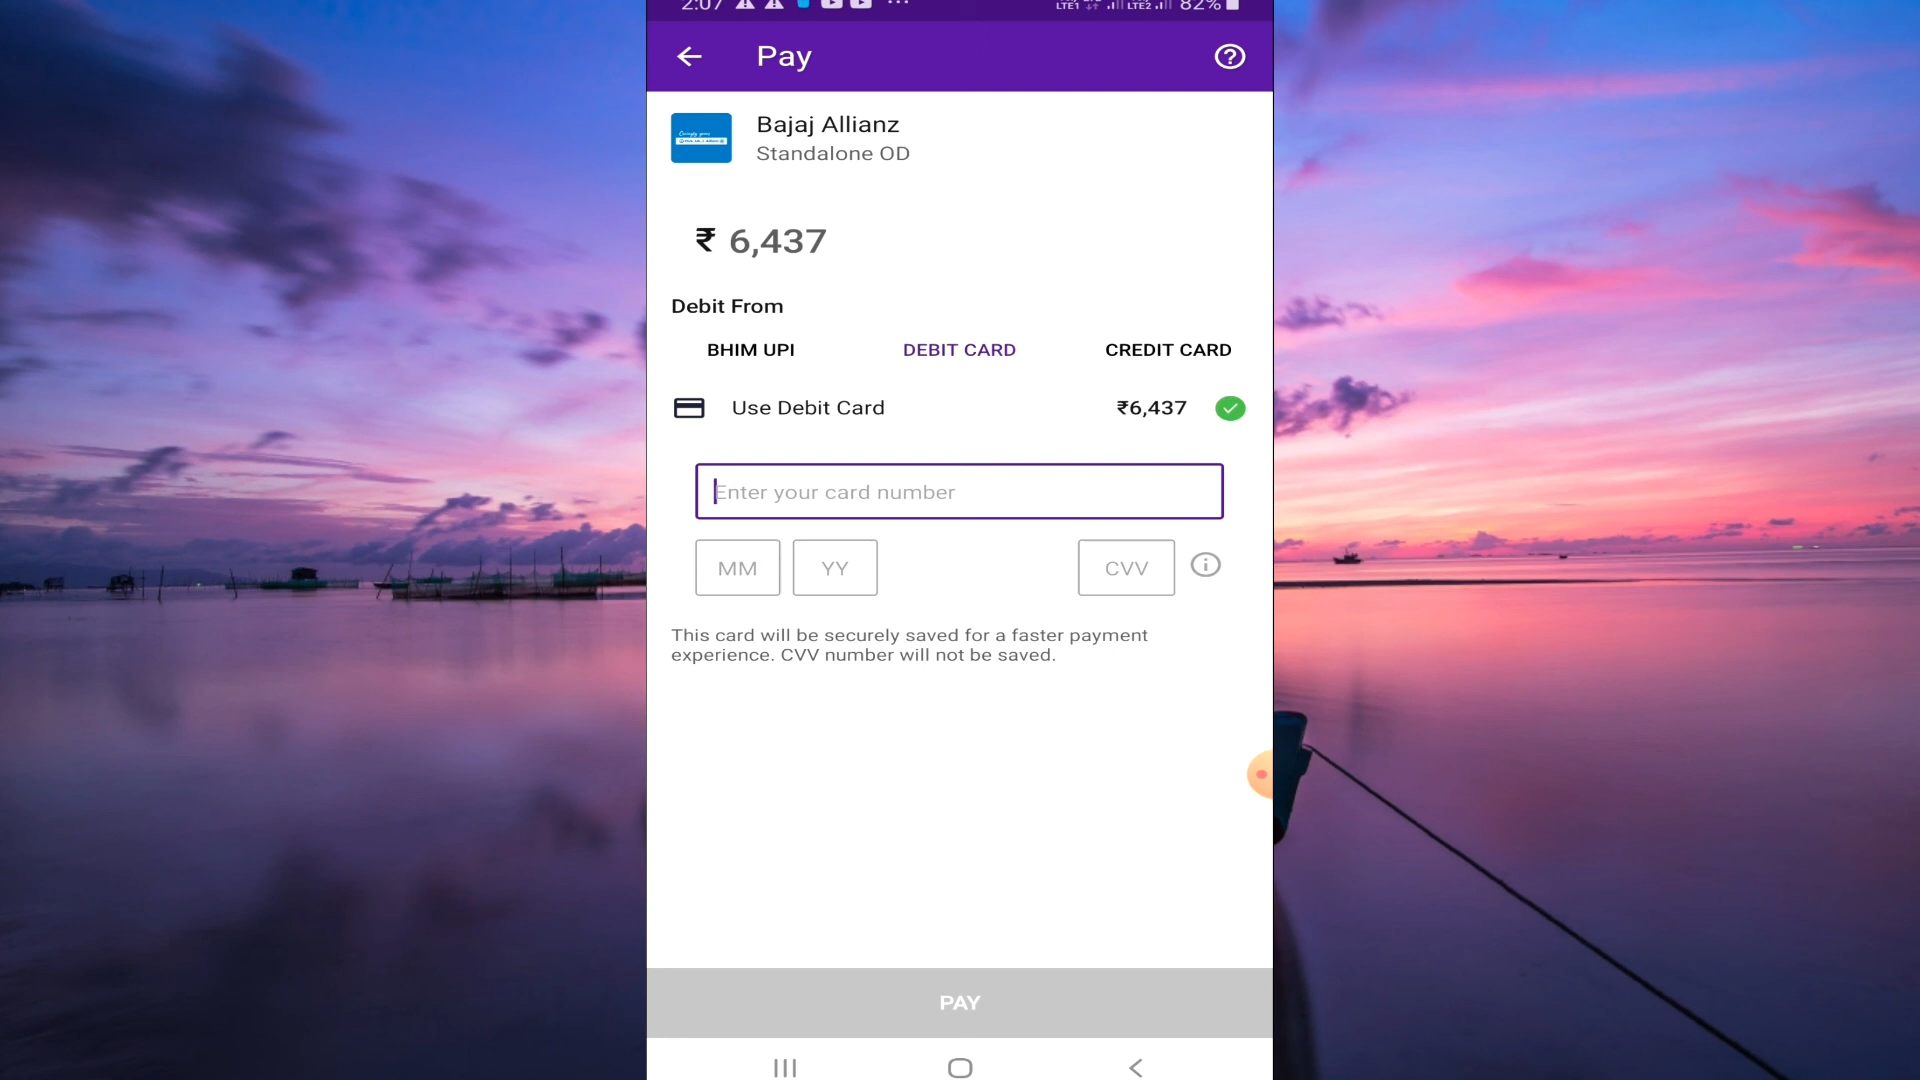 2:07
LTE1 LTE2 82%
Pay
Bajaj Allianz
Standalone OD
₹ 6,437
Debit From
BHIM UPI DEBIT CARD CREDIT CARD
Use Debit Card ₹6,437
Enter your card number
MM YY CVV
This card will be securely saved for a faster payment
experience. CVV number will not be saved.
PAY